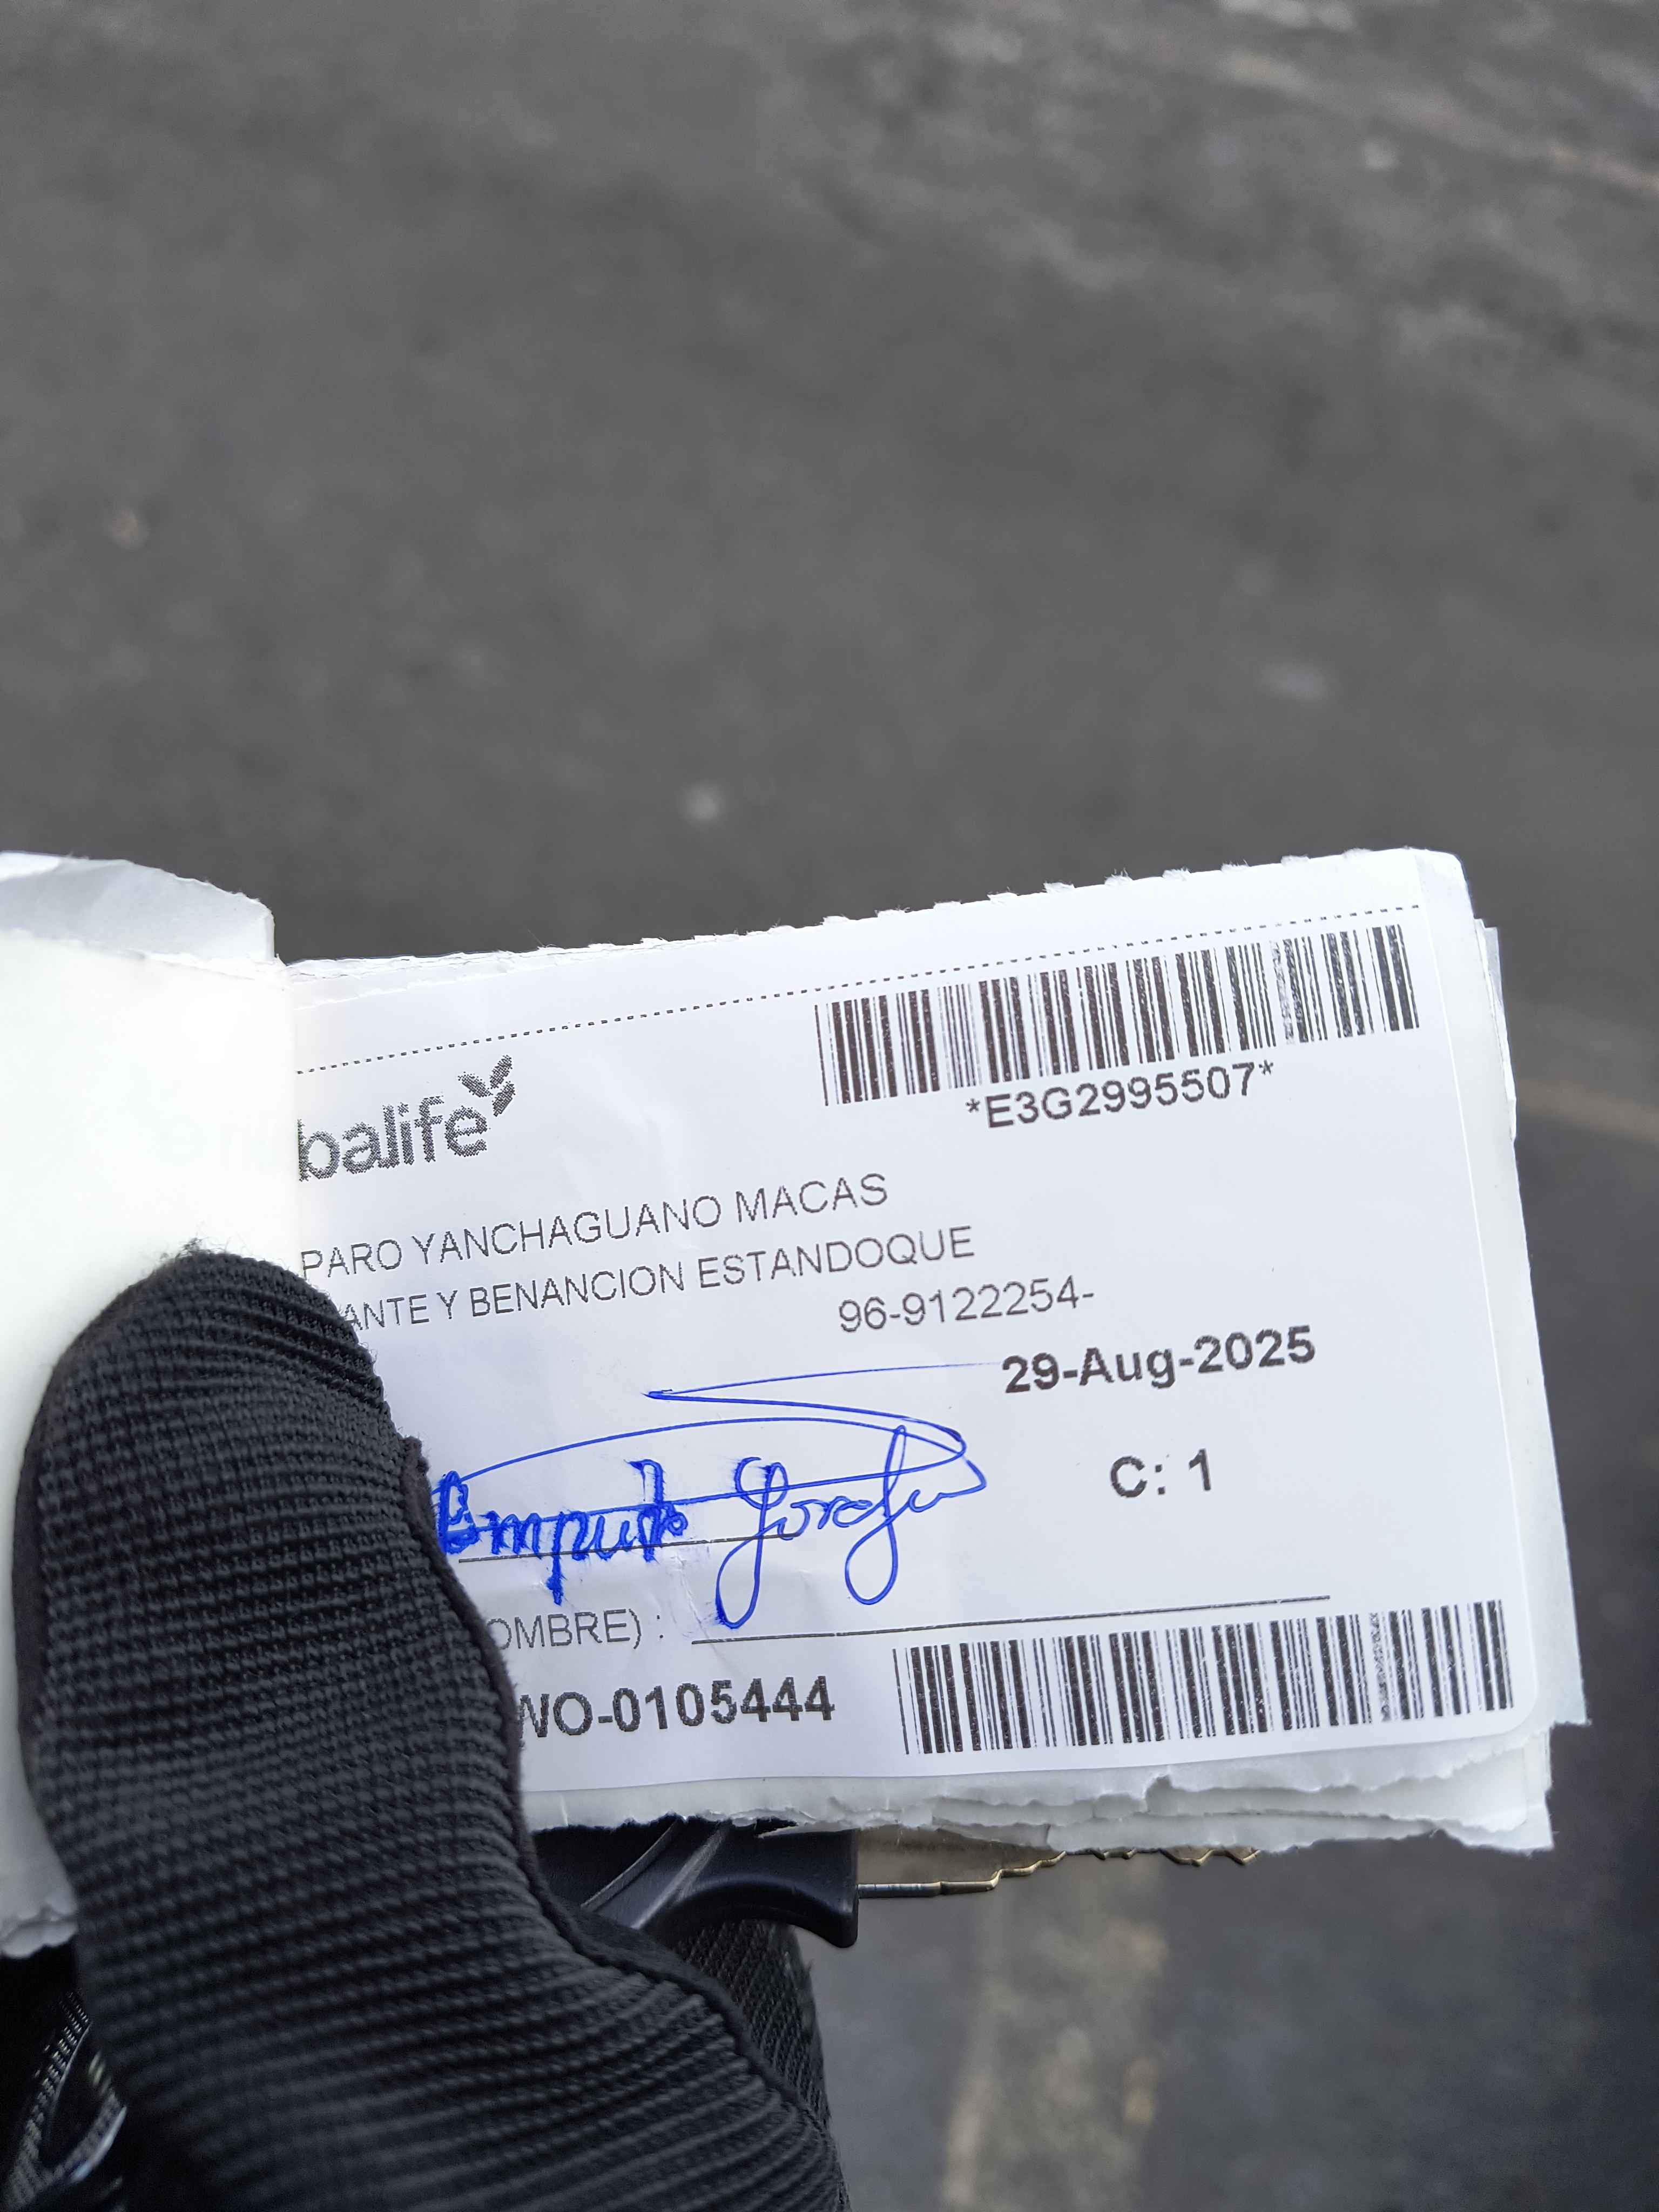 balife
*E3G2995507*
PARO YANCHAGUANO MACAS
ANTE Y BENANCION ESTANDOQUE
96-9122254-
29-Aug-2025
C: 1
OMBRE) :
WO-0105444